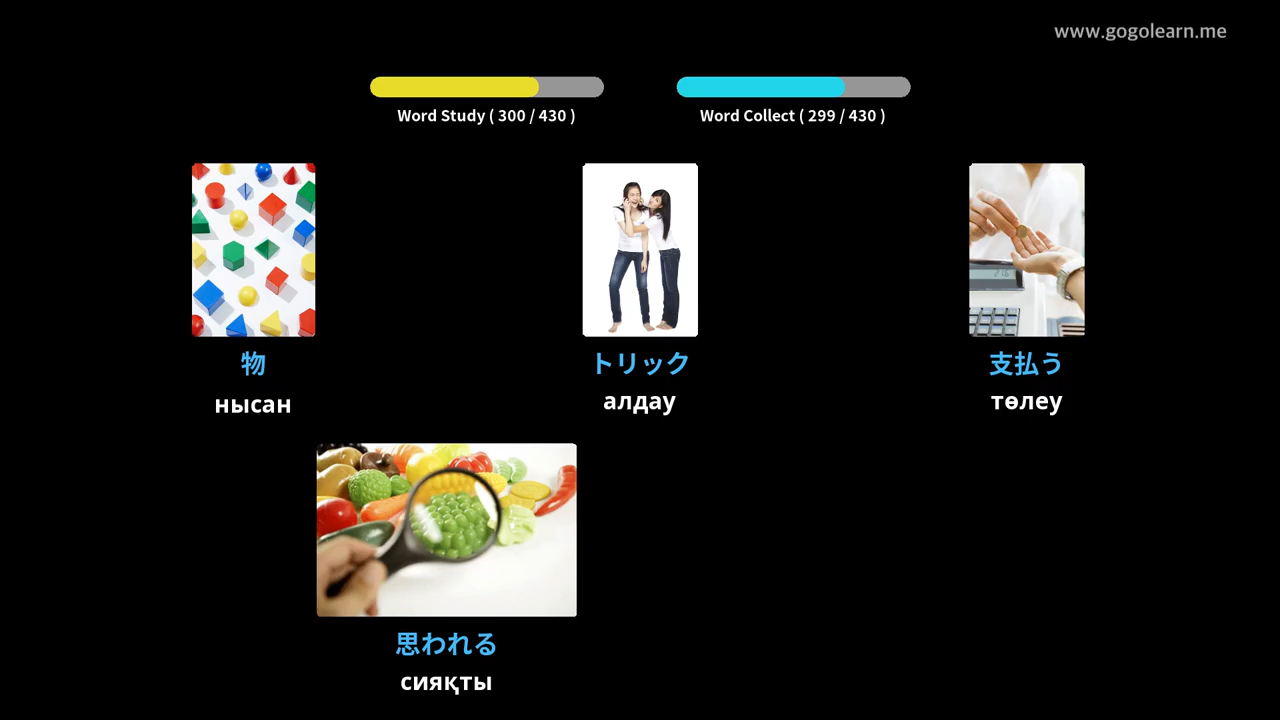 www.gogolearn.me
Word Study ( 300 / 430 )
Word Collect ( 299 / 430 )
物
нысан
トリック
алдау
支払う
төлеу
思われる
сияқты